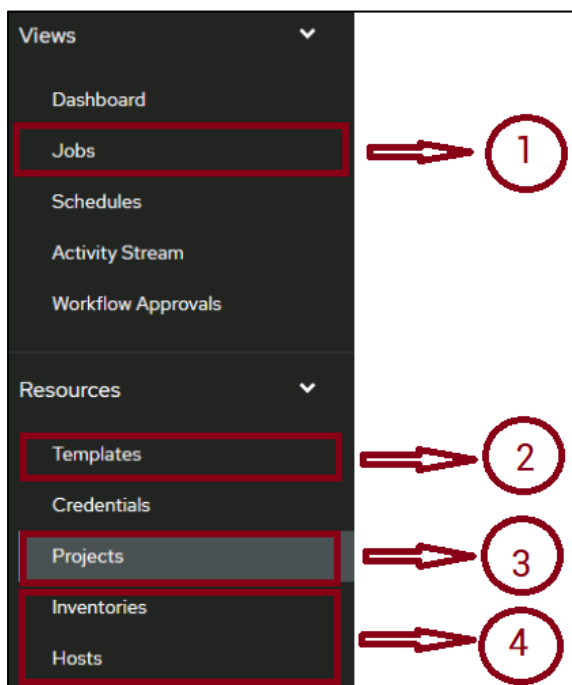 Views
Dashboard
Jobs
1
Schedules
Activity Stream
Workflow Approvals
Resources
Templates
2
Credentials
Projects
3
Inventories
Hosts
4